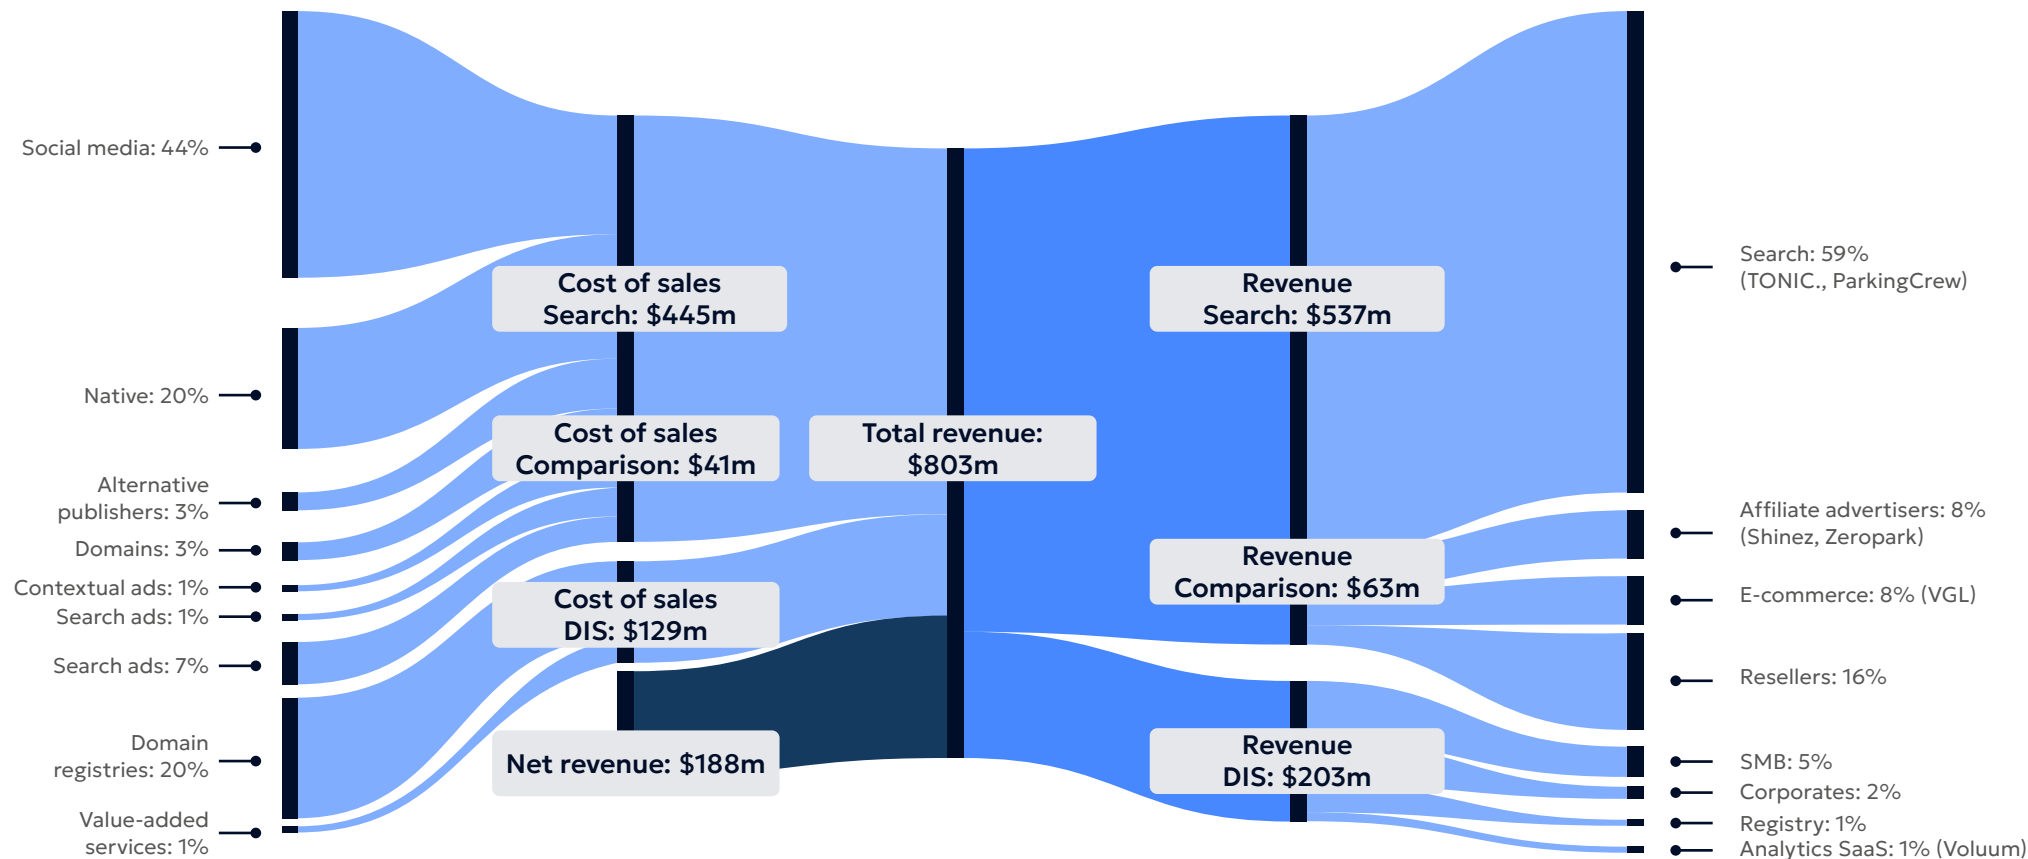 Social media: 44%
Native: 20%
Alternative
publishers: 3%
Domains: 3%
Contextual ads: 1%
Search ads: 1%
Search ads: 7%
Domain
registries: 20%
Value-added
services: 1%
Cost of sales
Search: $445m
Cost of sales
Comparison: $41m
Cost of sales
DIS: $129m
Net revenue: $188m
Total revenue:
$803m
Revenue
Search: $537m
Revenue
Comparison: $63m
Revenue
DIS: $203m
Search: 59%
(TONIC., ParkingCrew)
Affiliate advertisers: 8%
(Shinez, Zeropark)
E-commerce: 8% (VGL)
Resellers: 16%
SMB: 5%
Corporates: 2%
Registry: 1%
Analytics SaaS: 1% (Voluum)